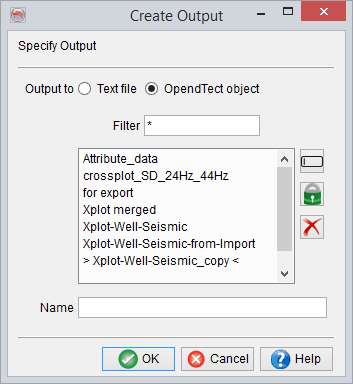 Create Output
Specify Output
Output to Text file OpendTect object
Filter *
Attribute_data
crossplot_SD_24Hz_44Hz
for export
Xplot merged
Xplot-Well-Seismic
Xplot-Well-Seismic-from-Import
> Xplot-Well-Seismic_copy <
Name
OK Cancel Help